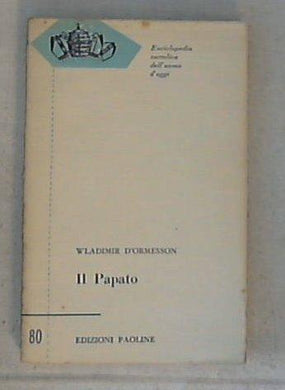 Enciclopedia
cattolica
dell'uomo
d'oggi
WLADIMIR D'ORMESSON
Il Papato
80
EDIZIONI PAOLINE